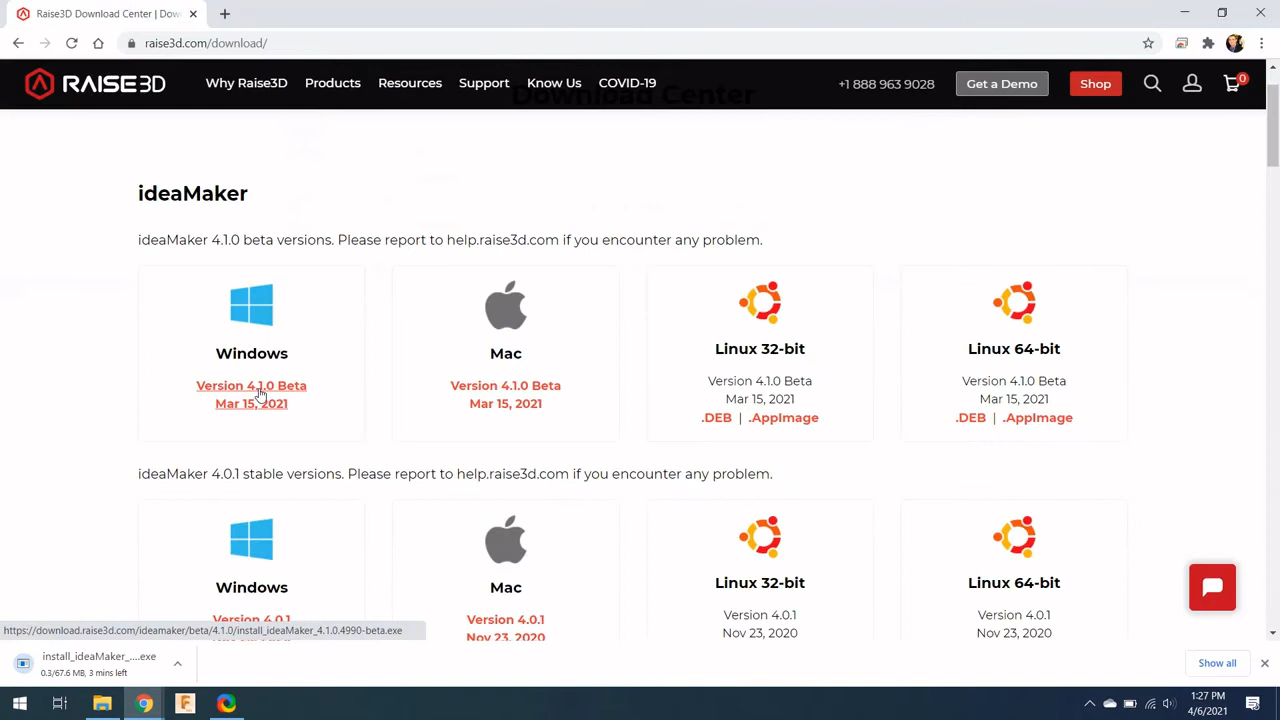 Raise3D Download Center | Dow
raise3d.com/download/
RAISE3D
Why Raise3D Products Resources Support Know Us COVID-19
+1 888 963 9028
Get a Demo
Shop
0
Download Center
ideaMaker
ideaMaker 4.1.0 beta versions. Please report to help.raise3d.com if you encounter any problem.
Windows
Version 4.1.0 Beta
Mar 15, 2021
Mac
Version 4.1.0 Beta
Mar 15, 2021
Linux 32-bit
Version 4.1.0 Beta
Mar 15, 2021
.DEB | .AppImage
Linux 64-bit
Version 4.1.0 Beta
Mar 15, 2021
.DEB | .AppImage
ideaMaker 4.0.1 stable versions. Please report to help.raise3d.com if you encounter any problem.
Windows
Version 4.0.1
Mac
Version 4.0.1
Nov 23, 2020
Linux 32-bit
Version 4.0.1
Nov 23, 2020
Linux 64-bit
Version 4.0.1
Nov 23, 2020
https://download.raise3d.com/ideamaker/beta/4.1.0/install_ideaMaker_4.1.0.4990-beta.exe
install_ideaMaker_....exe
0.3/67.6 MB, 3 mins left
Show all
1:27 PM
4/6/2021